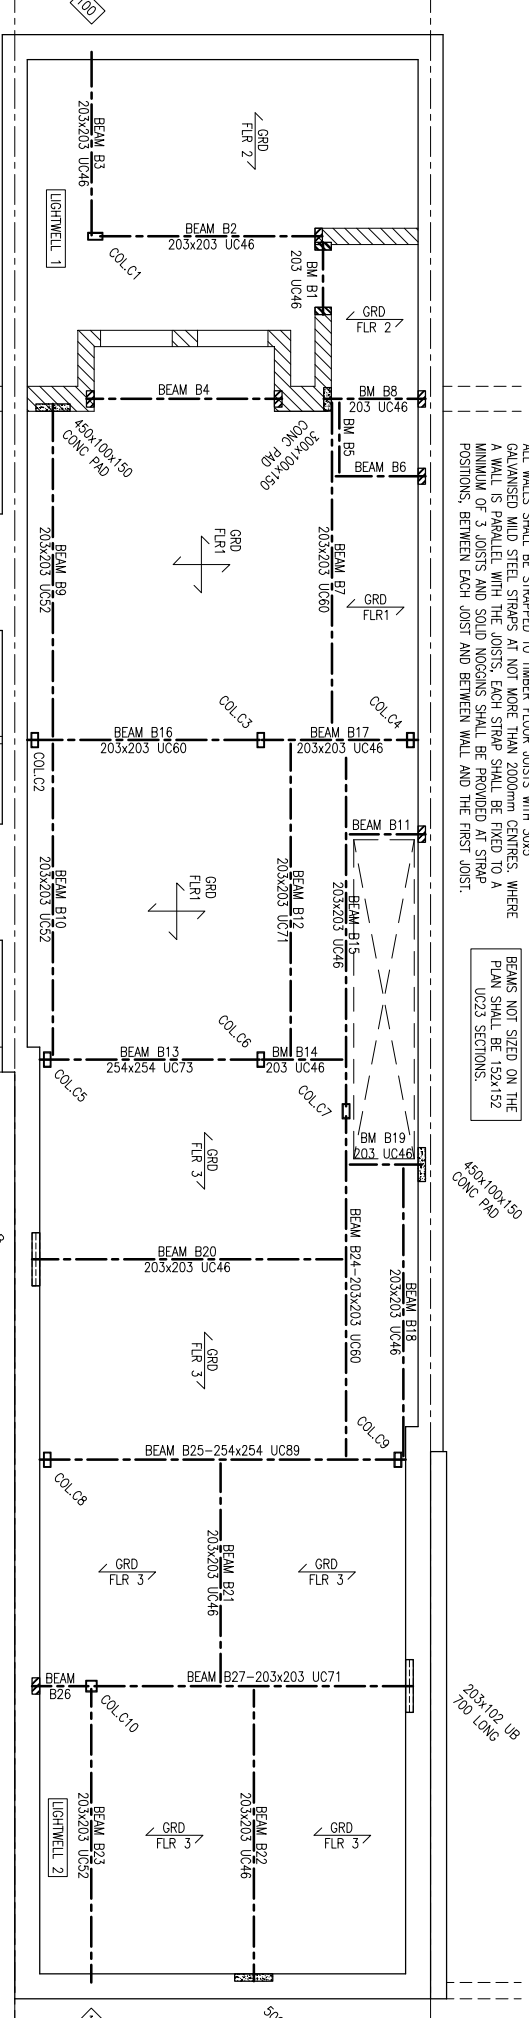 100
GRD
FLR 2
BEAM B3
203x203 UC46
LIGHTWELL 1
BEAM B2
203x203 UC46
COL.C1
BM B1
203 UC46
GRD
FLR 2
BEAM B4
BM B8
203 UC46
450x100x150
CONC PAD
300x100x150
CONC PAD
BM B5
BEAM B6
ALL WALLS SHALL BE STRAPPED TO TIMBER FLOOR JOISTS WITH 30x5
GALVANISED MILD STEEL STRAPS AT NOT MORE THAN 2000mm CENTRES. WHERE
A WALL IS PARALLEL WITH THE JOISTS, EACH STRAP SHALL BE FIXED TO A
MINIMUM OF 3 JOISTS AND SOLID NOGGINS SHALL BE PROVIDED AT STRAP
POSITIONS, BETWEEN EACH JOIST AND BETWEEN WALL AND THE FIRST JOIST.
BEAM B9
203x203 UC52
GRD
FLR1
BEAM B7
203x203 UC60
GRD
FLR1
COL.C2
BEAM B16
203x203 UC60
COL.C3
BEAM B17
203x203 UC46
COL.C4
BEAM B11
BEAM B10
203x203 UC52
GRD
FLR1
BEAM B12
203x203 UC71
BEAM B15
203x203 UC46
BEAMS NOT SIZED ON THE
PLAN SHALL BE 152x152
UC23 SECTIONS.
COL.C5
BEAM B13
254x254 UC73
COL.C6
BM B14
203 UC46
COL.C7
BM B19
203 UC46
450x100x150
CONC PAD
GRD
FLR 3
BEAM B20
203x203 UC46
BEAM B24-203x203 UC60
BEAM B18
203x203 UC46
GRD
FLR 3
COL.C8
BEAM B25-254x254 UC89
COL.C9
GRD
FLR 3
BEAM B21
203x203 UC46
GRD
FLR 3
BEAM
B26
COL.C10
BEAM B27-203x203 UC71
203x102 UB
700 LONG
LIGHTWELL 2
BEAM B23
203x203 UC52
GRD
FLR 3
BEAM B22
203x203 UC46
GRD
FLR 3